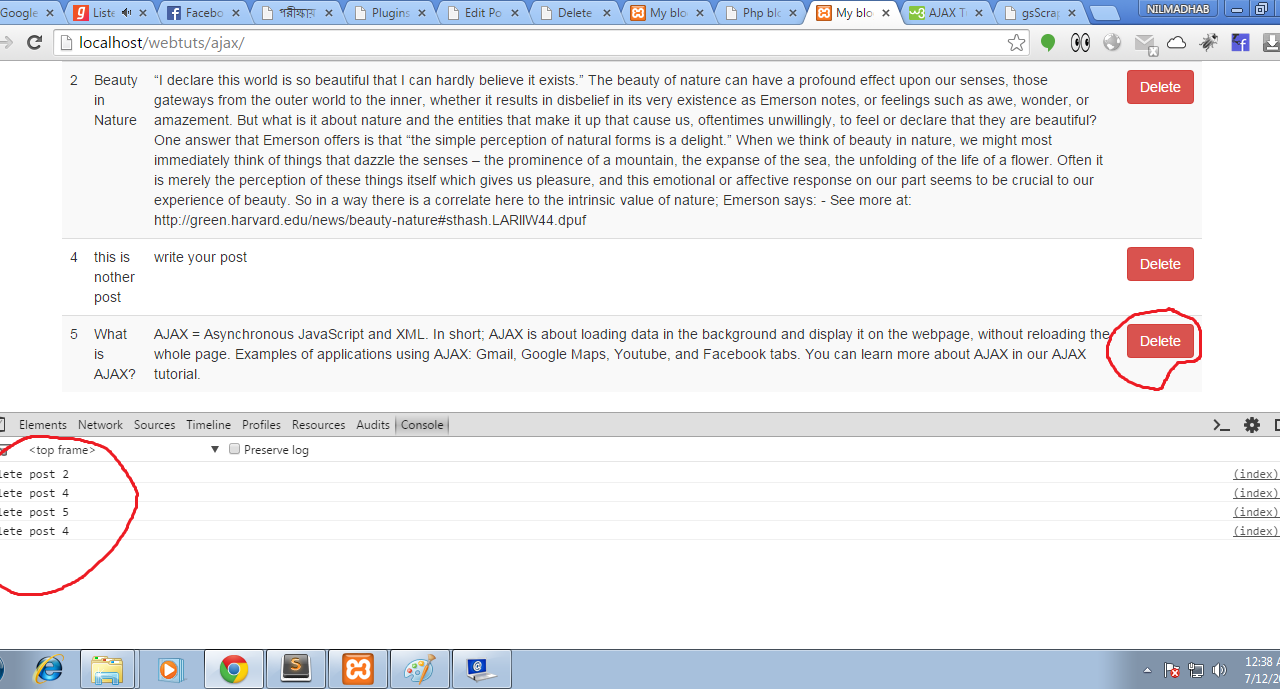 Google
Liste
Facebo
পরীক্ষায়
Plugins
Edit Po
Delete
My blo
Php blo
My blo
AJAX Tu
gsScrap
NILMADHAB
localhost/webtuts/ajax/
2
Beauty
in
Nature
“I declare this world is so beautiful that I can hardly believe it exists.” The beauty of nature can have a profound effect upon our senses, those
gateways from the outer world to the inner, whether it results in disbelief in its very existence as Emerson notes, or feelings such as awe, wonder, or
amazement. But what is it about nature and the entities that make it up that cause us, oftentimes unwillingly, to feel or declare that they are beautiful?
One answer that Emerson offers is that “the simple perception of natural forms is a delight.” When we think of beauty in nature, we might most
immediately think of things that dazzle the senses – the prominence of a mountain, the expanse of the sea, the unfolding of the life of a flower. Often it
is merely the perception of these things itself which gives us pleasure, and this emotional or affective response on our part seems to be crucial to our
experience of beauty. So in a way there is a correlate here to the intrinsic value of nature; Emerson says: - See more at:
http://green.harvard.edu/news/beauty-nature#sthash.LARIIW44.dpuf
Delete
4
this is
nother
post
write your post
Delete
5
What
is
AJAX?
AJAX = Asynchronous JavaScript and XML. In short; AJAX is about loading data in the background and display it on the webpage, without reloading the
whole page. Examples of applications using AJAX: Gmail, Google Maps, Youtube, and Facebook tabs. You can learn more about AJAX in our AJAX
tutorial.
Delete
Elements Network Sources Timeline Profiles Resources Audits Console
<top frame> Preserve log
lete post 2 (index)
lete post 4 (index)
lete post 5 (index)
lete post 4 (index)
12:38
7/12/2